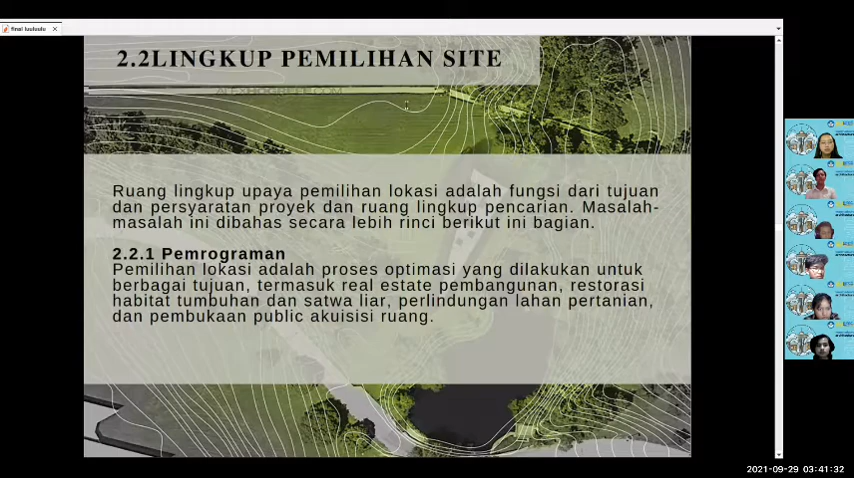 final luuluulu
2.2LINGKUP PEMILIHAN SITE
ALEXHOGREFE.COM
Ruang lingkup upaya pemilihan lokasi adalah fungsi dari tujuan
dan persyaratan proyek dan ruang lingkup pencarian. Masalah-
masalah ini dibahas secara lebih rinci berikut ini bagian.
2.2.1 Pemrograman
Pemilihan lokasi adalah proses optimasi yang dilakukan untuk
berbagai tujuan, termasuk real estate pembangunan, restorasi
habitat tumbuhan dan satwa liar, perlindungan lahan pertanian,
dan pembukaan public akuisisi ruang.
2021-09-29 03:41:32